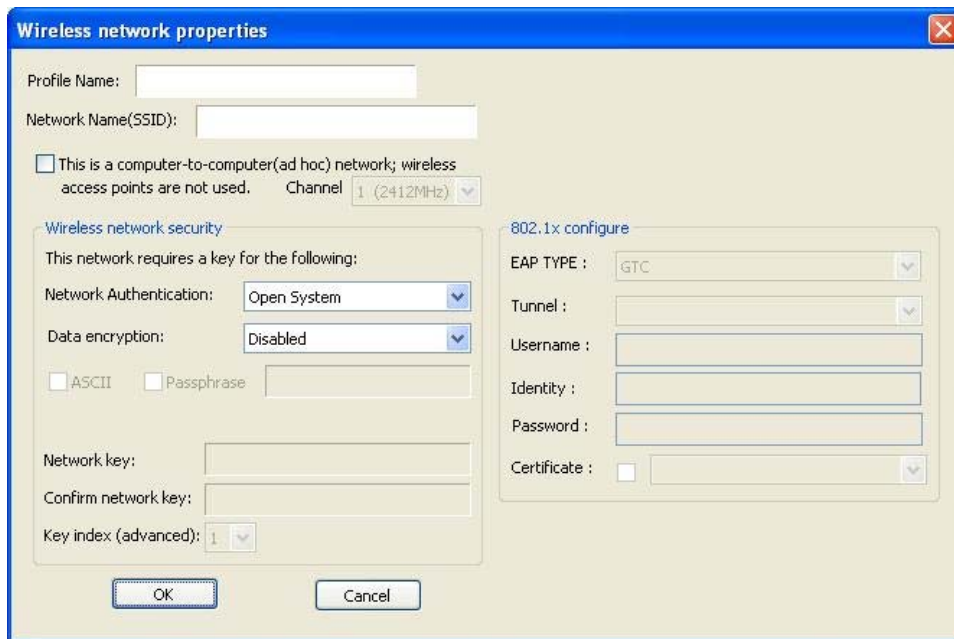 Wireless network properties
Profile Name:
Network Name(SSID):
This is a computer-to-computer(ad hoc) network; wireless
access points are not used. Channel 1 (2412MHz)
Wireless network security
This network requires a key for the following:
Network Authentication: Open System
Data encryption: Disabled
ASCII Passphrase
Network key:
Confirm network key:
Key index (advanced): 1
802.1x configure
EAP TYPE : GTC
Tunnel :
Username :
Identity :
Password :
Certificate :
OK Cancel